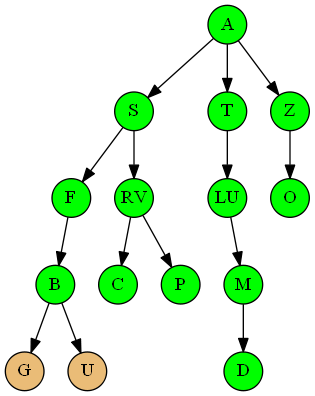 A
S T Z
F RV LU O
B C P M
G U D